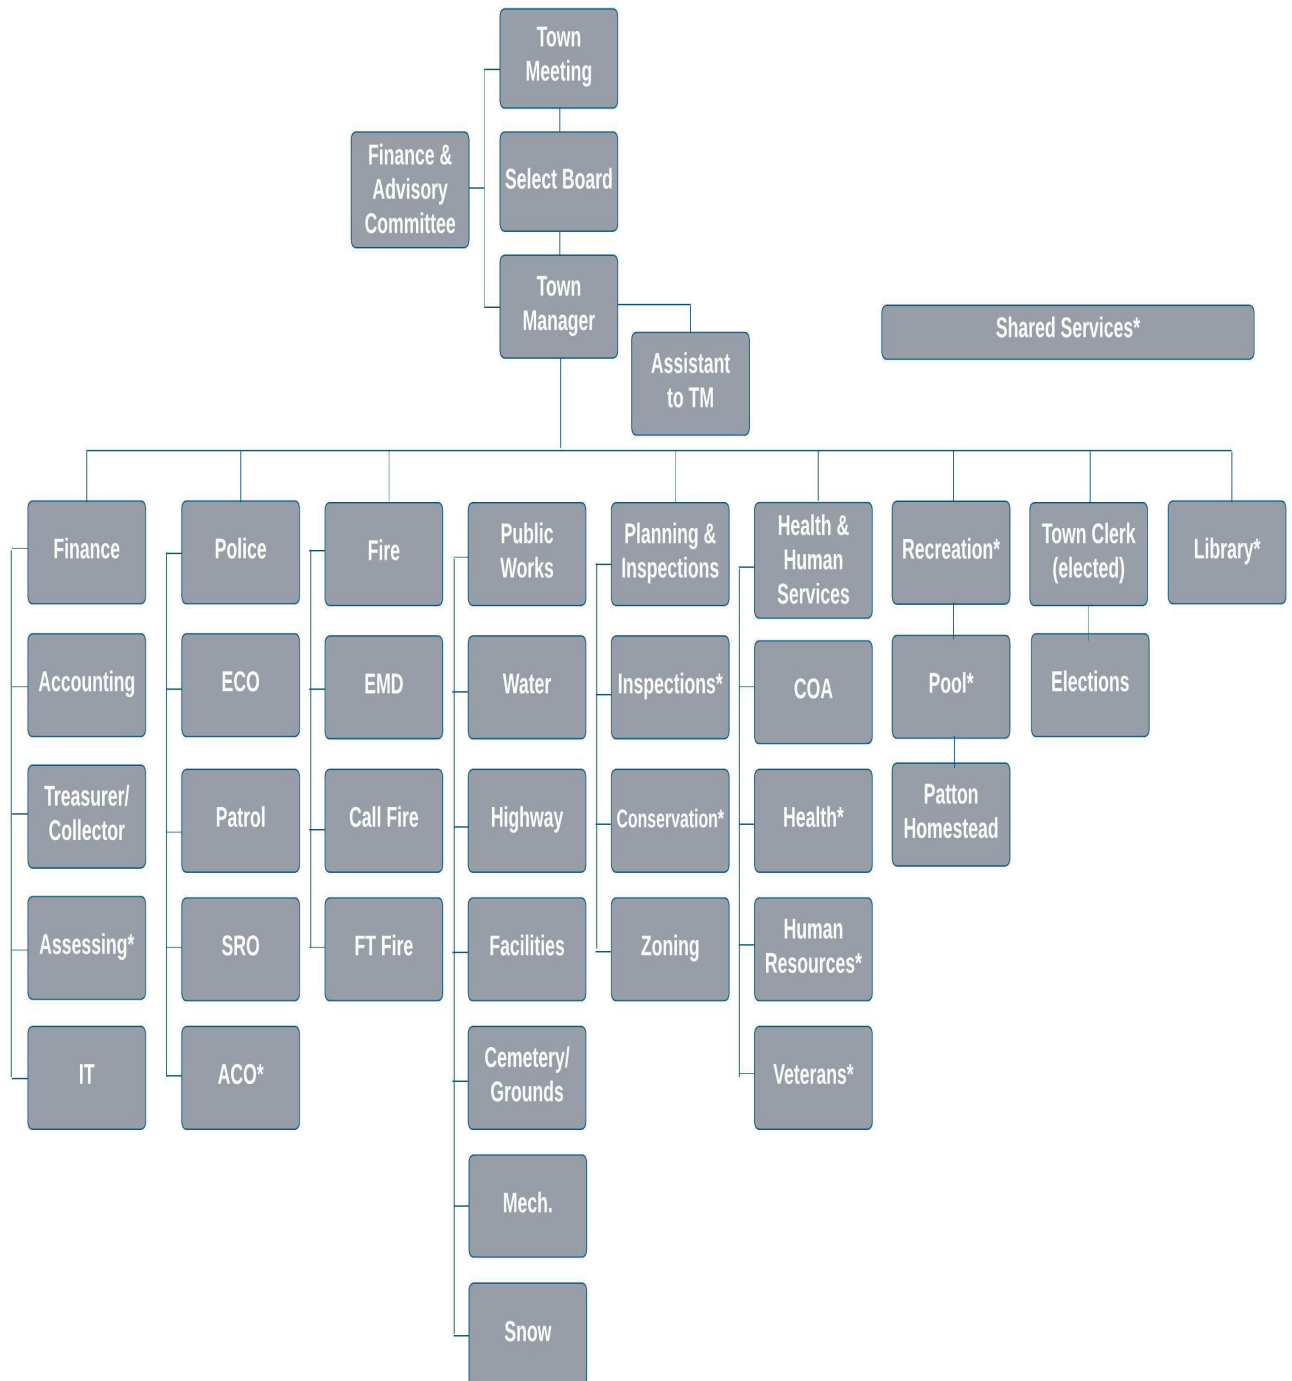 Town
Meeting
Finance &
Advisory
Committee
Select Board
Town
Manager
Assistant
to TM
Shared Services*
Finance
Accounting
Treasurer/
Collector
Assessing*
IT
Police
ECO
Patrol
SRO
ACO*
Fire
EMD
Call Fire
FT Fire
Public
Works
Water
Highway
Facilities
Cemetery/
Grounds
Mech.
Snow
Planning &
Inspections
Inspections*
Conservation*
Zoning
Health &
Human
Services
COA
Health*
Human
Resources*
Veterans*
Recreation*
Pool*
Patton
Homestead
Town Clerk
(elected)
Elections
Library*